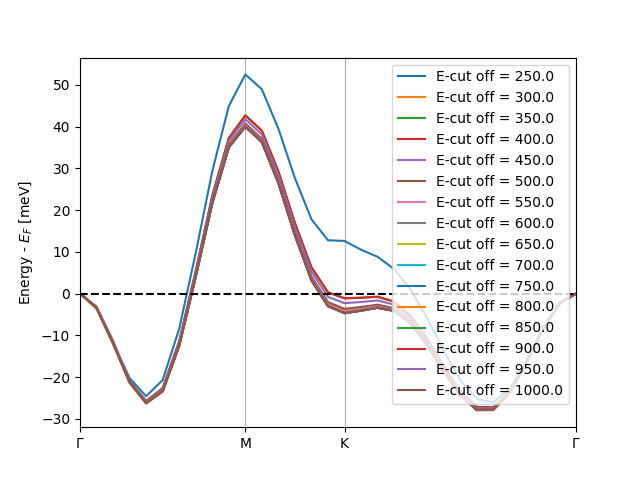 Energy - E_F [meV]
50
40
30
20
10
0
−10
−20
−30
Γ M K Γ
E-cut off = 250.0
E-cut off = 300.0
E-cut off = 350.0
E-cut off = 400.0
E-cut off = 450.0
E-cut off = 500.0
E-cut off = 550.0
E-cut off = 600.0
E-cut off = 650.0
E-cut off = 700.0
E-cut off = 750.0
E-cut off = 800.0
E-cut off = 850.0
E-cut off = 900.0
E-cut off = 950.0
E-cut off = 1000.0